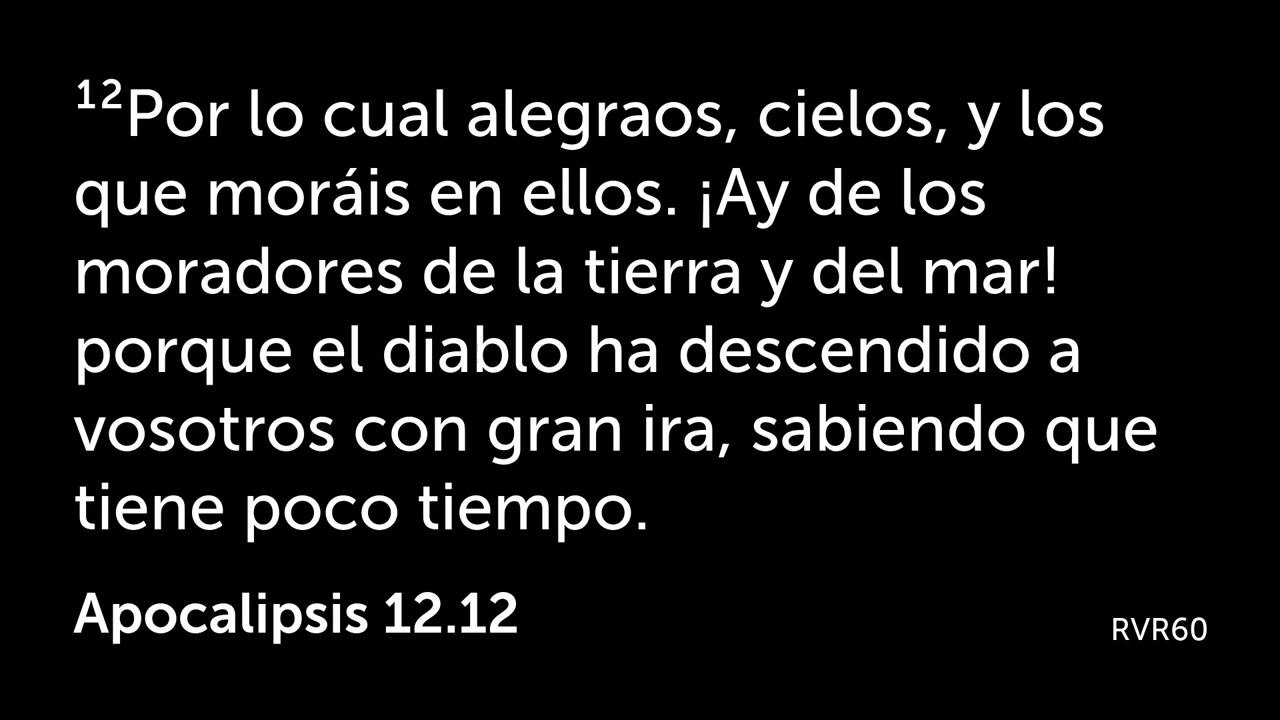 12Por lo cual alegraos, cielos, y los
que moráis en ellos. ¡Ay de los
moradores de la tierra y del mar!
porque el diablo ha descendido a
vosotros con gran ira, sabiendo que
tiene poco tiempo.
Apocalipsis 12.12
RVR60